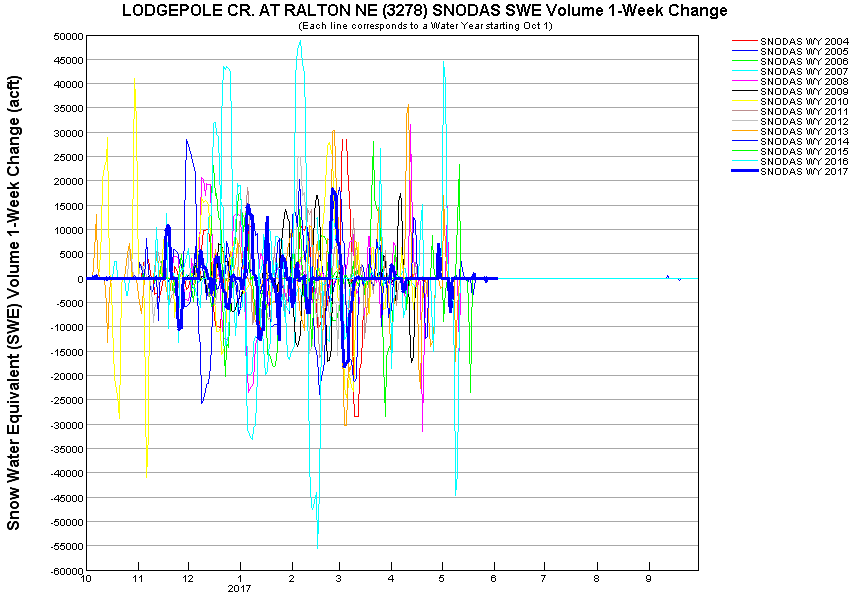 LODGEPOLE CR. AT RALTON NE (3278) SNODAS SWE Volume 1-Week Change
(Each line corresponds to a Water Year starting Oct 1)
Snow Water Equivalent (SWE) Volume 1-Week Change (acft)
50000
45000
40000
35000
30000
25000
20000
15000
10000
5000
0
-5000
-10000
-15000
-20000
-25000
-30000
-35000
-40000
-45000
-50000
-55000
-60000
10 11 12 1 2 3 4 5 6 7 8 9
2017
SNODAS WY 2004
SNODAS WY 2005
SNODAS WY 2006
SNODAS WY 2007
SNODAS WY 2008
SNODAS WY 2009
SNODAS WY 2010
SNODAS WY 2011
SNODAS WY 2012
SNODAS WY 2013
SNODAS WY 2014
SNODAS WY 2015
SNODAS WY 2016
SNODAS WY 2017